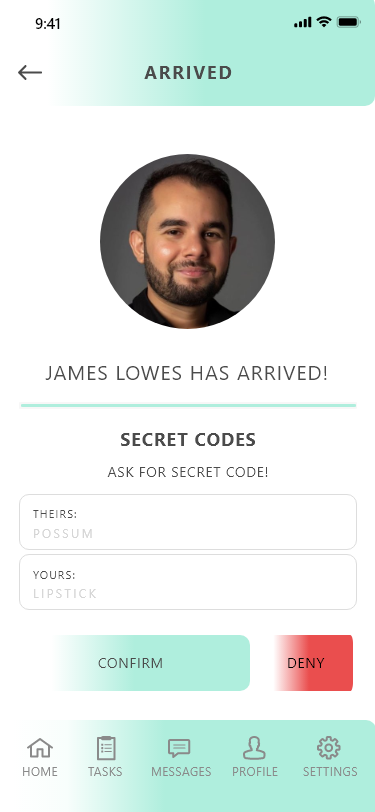 9:41
ARRIVED
JAMES LOWES HAS ARRIVED!
SECRET CODES
ASK FOR SECRET CODE!
THEIRS:
POSSUM
YOURS:
LIPSTICK
CONFIRM DENY
HOME TASKS MESSAGES PROFILE SETTINGS